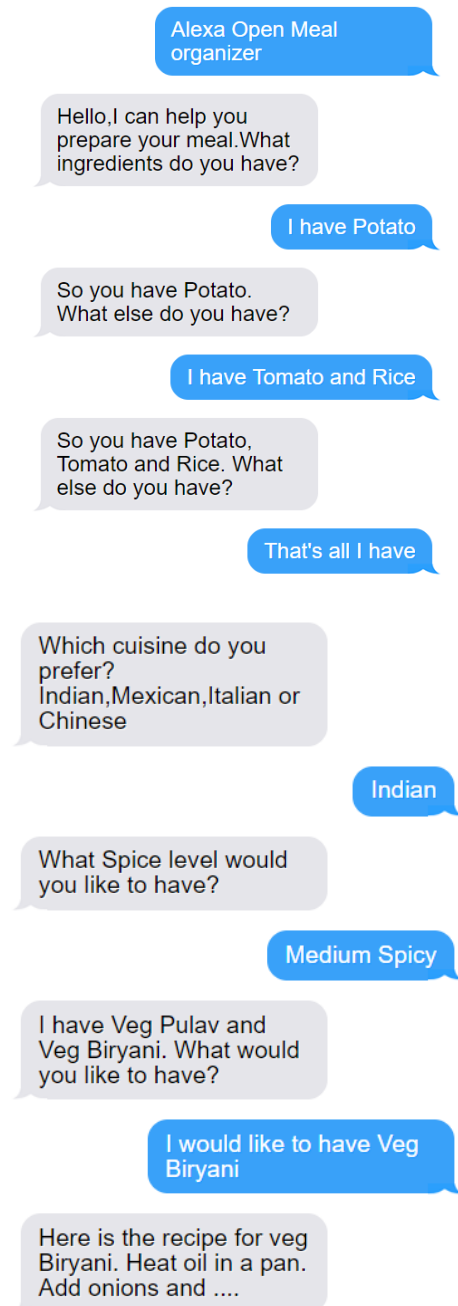 Alexa Open Meal
organizer
Hello,I can help you
prepare your meal.What
ingredients do you have?
I have Potato
So you have Potato.
What else do you have?
I have Tomato and Rice
So you have Potato,
Tomato and Rice. What
else do you have?
That's all I have
Which cuisine do you
prefer?
Indian,Mexican,Italian or
Chinese
Indian
What Spice level would
you like to have?
Medium Spicy
I have Veg Pulav and
Veg Biryani. What would
you like to have?
I would like to have Veg
Biryani
Here is the recipe for veg
Biryani. Heat oil in a pan.
Add onions and ....